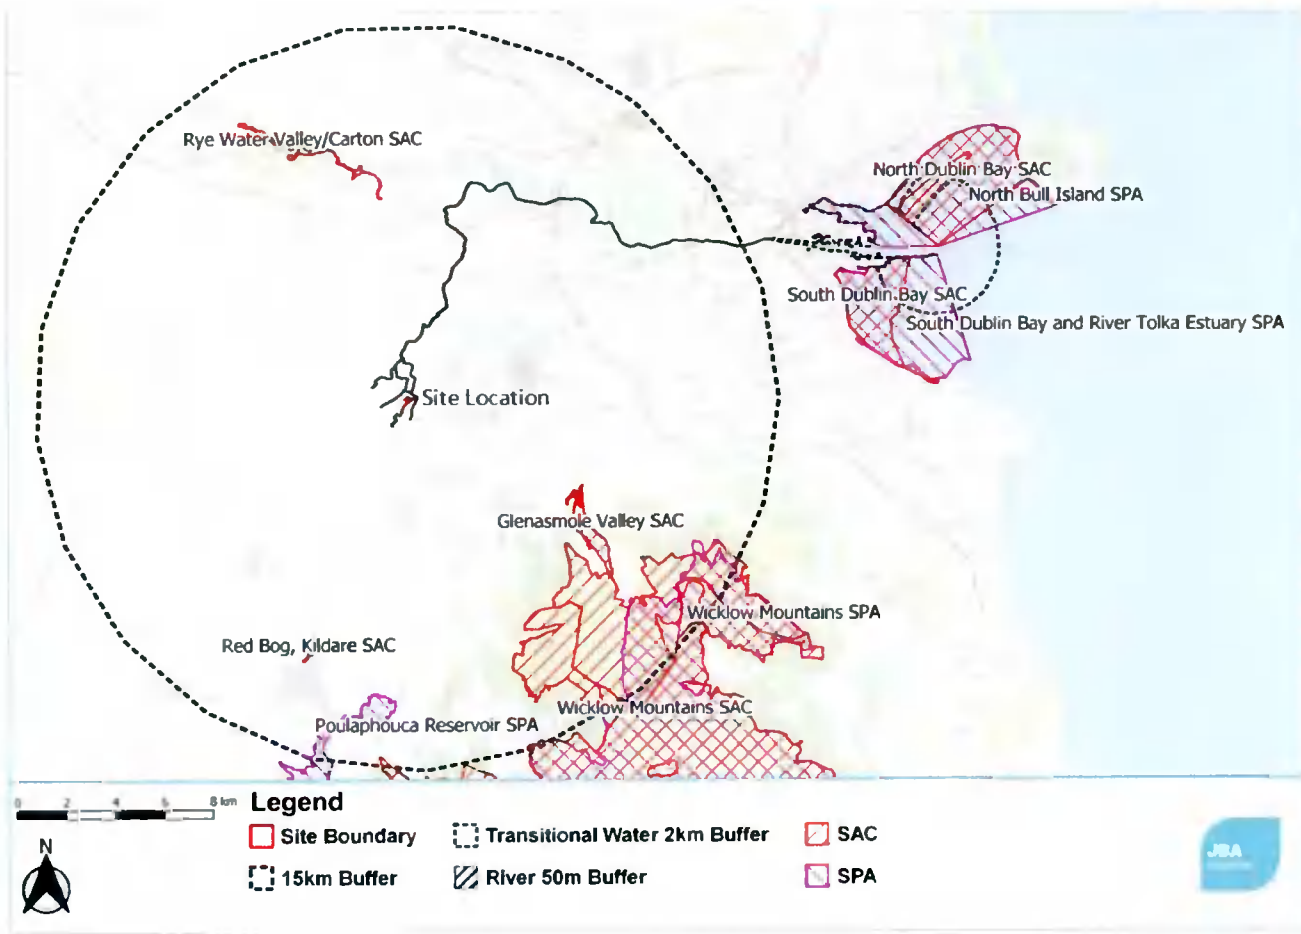 Rye Water Valley/Carton SAC
North Dublin Bay SAC
North Bull Island SPA
South Dublin Bay SAC
South Dublin Bay and River Tolka Estuary SPA
Site Location
Glenasmole Valley SAC
Wicklow Mountains SPA
Red Bog, Kildare SAC
Wicklow Mountains SAC
Poulaphouca Reservoir SPA
0 2 4 6 8 km
Legend
Site Boundary
Transitional Water 2km Buffer
SAC
15km Buffer
River 50m Buffer
SPA
N
JBA